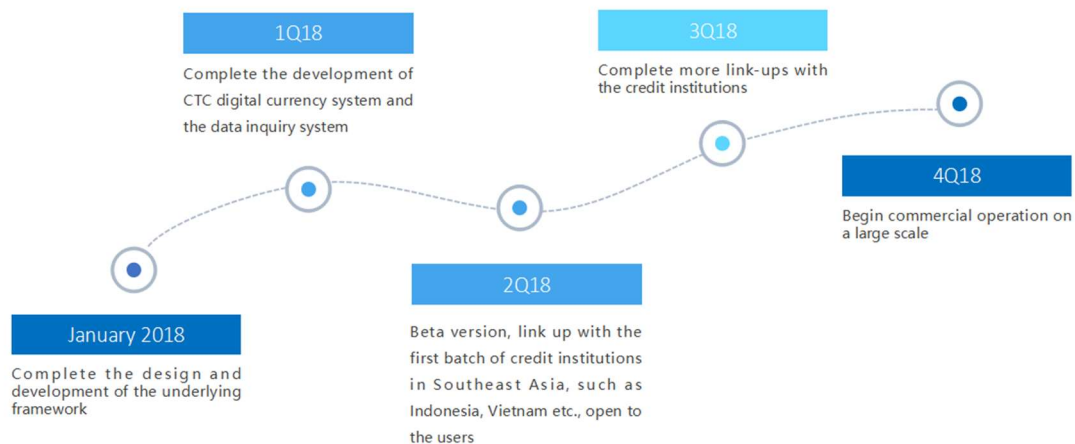 January 2018
Complete the design and
development of the underlying
framework
1Q18
Complete the development of
CTC digital currency system and
the data inquiry system
2Q18
Beta version, link up with the
first batch of credit institutions
in Southeast Asia, such as
Indonesia, Vietnam etc., open to
the users
3Q18
Complete more link-ups with
the credit institutions
4Q18
Begin commercial operation on
a large scale